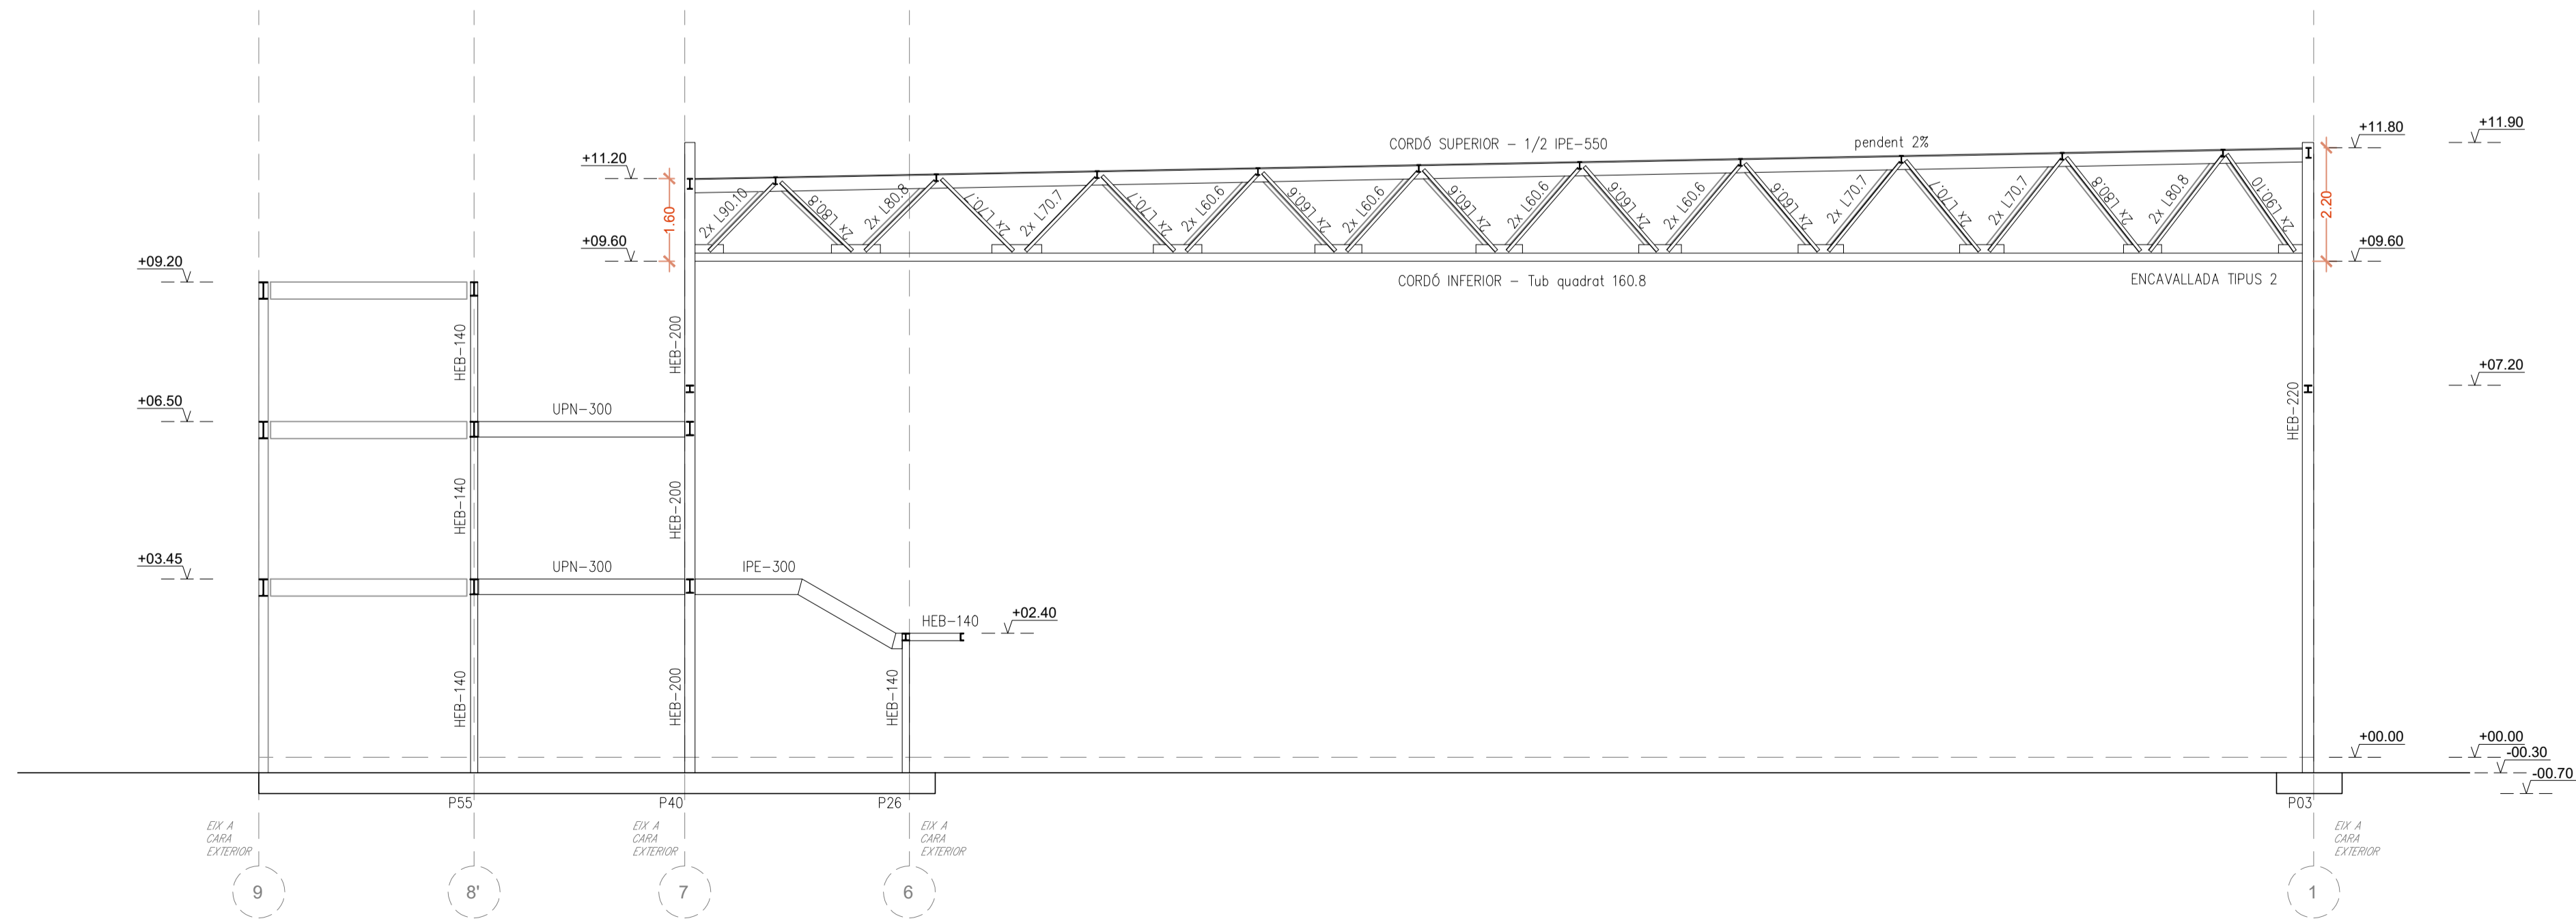 CORDÓ SUPERIOR - 1/2 IPE-550
pendent 2%
+11.80
+11.90
+11.20
1.60
2.20
2x L90.10
2x L80.8
2x L80.8
2x L70.7
2x L70.7
2x L70.7
2x L60.6
2x L60.6
2x L60.6
2x L60.6
2x L60.6
2x L60.6
2x L60.6
2x L60.6
2x L70.7
2x L70.7
2x L70.7
2x L80.8
2x L80.8
2x L90.10
+09.60
+09.60
+09.20
CORDÓ INFERIOR - Tub quadrat 160.8
ENCAVALLADA TIPUS 2
HEB-140
HEB-200
+07.20
HEB-220
+06.50
UPN-300
HEB-140
HEB-200
+03.45
UPN-300
IPE-300
HEB-140
+02.40
HEB-140
HEB-200
HEB-140
+00.00
+00.00
-00.30
-00.70
P55
P40
P26
P03
EIX A
CARA
EXTERIOR
EIX A
CARA
EXTERIOR
EIX A
CARA
EXTERIOR
EIX A
CARA
EXTERIOR
9
8'
7
6
1